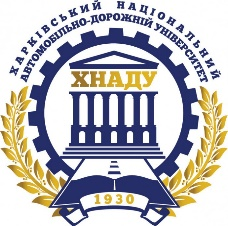 ХАРКІВСЬКИЙ НАЦІОНАЛЬНИЙ
АВТОМОБІЛЬНО-ДОРОЖНІЙ УНІВЕРСИТЕТ
ХНАДУ
1930